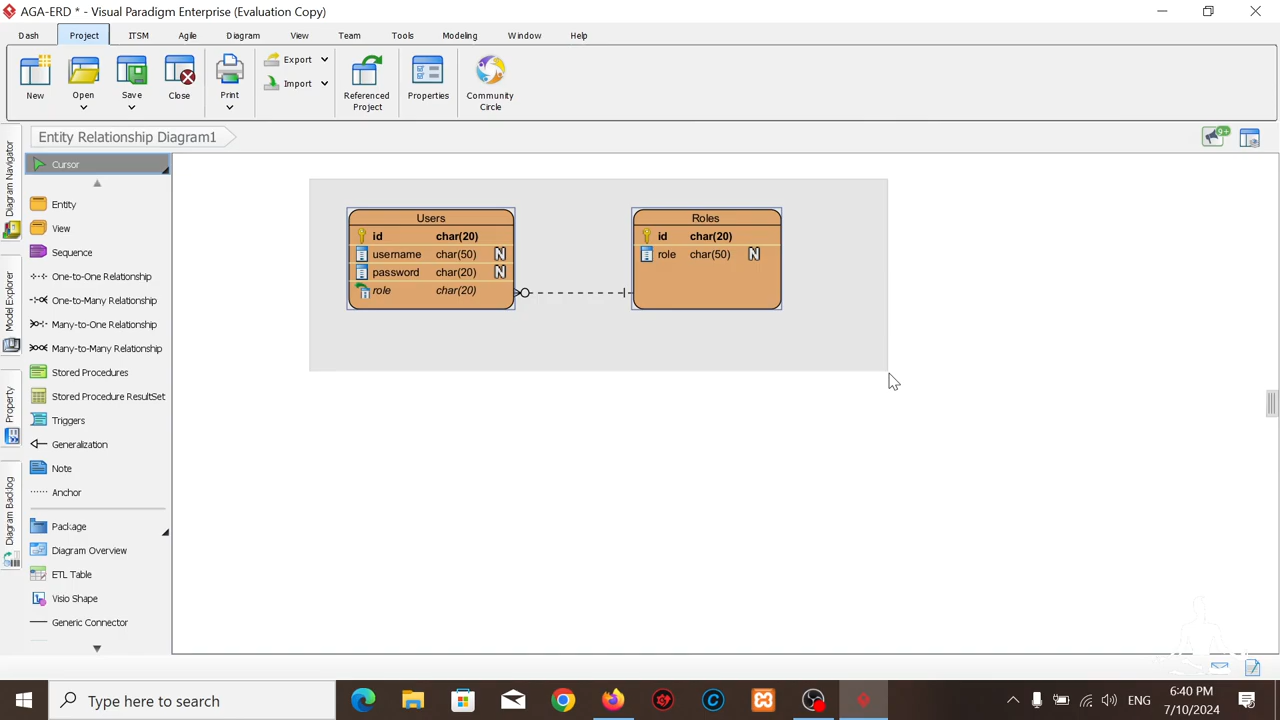 AGA-ERD * - Visual Paradigm Enterprise (Evaluation Copy)
Dash Project ITSM Agile Diagram View Team Tools Modeling Window Help
New Open Save Close Print Export Import Referenced Project Properties Community Circle
Entity Relationship Diagram1
9+
Diagram Navigator
Model Explorer
Property
Diagram Backlog
Cursor
Entity
View
Sequence
One-to-One Relationship
One-to-Many Relationship
Many-to-One Relationship
Many-to-Many Relationship
Stored Procedures
Stored Procedure ResultSet
Triggers
Generalization
Note
Anchor
Package
Diagram Overview
ETL Table
Visio Shape
Generic Connector
Users
id char(20)
username char(50) N
password char(20) N
role char(20)
Roles
id char(20)
role char(50) N
Type here to search
ENG
6:40 PM
7/10/2024